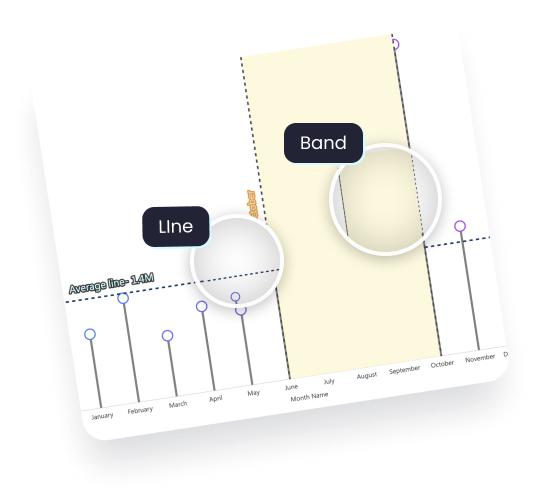 Band
LIne
Average line- 1.4M
January
February
March
April
May
June
July
August
September
October
November
D
Month Name